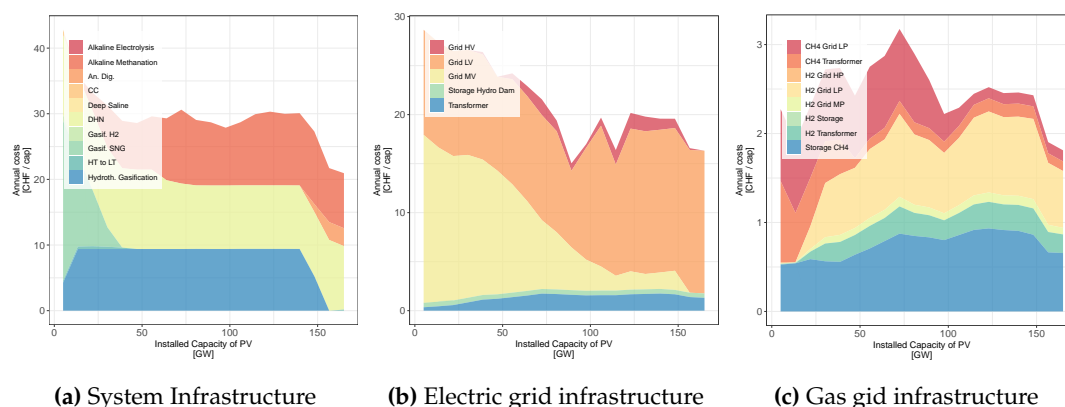 40
30
20
10
0
Annual costs
[CHF / cap]
Alkaline Electrolysis
Alkaline Methanation
An. Dig.
CC
Deep Saline
DHN
Gasif. H2
Gasif. SNG
HT to LT
Hydroth. Gasification
0
50
100
150
Installed Capacity of PV
[GW]
(a) System Infrastructure
30
20
10
0
Annual costs
[CHF / cap]
Grid HV
Grid LV
Grid MV
Storage Hydro Dam
Transformer
0
50
100
150
Installed Capacity of PV
[GW]
(b) Electric grid infrastructure
3
2
1
0
Annual costs
[CHF / cap]
CH4 Grid LP
CH4 Transformer
H2 Grid HP
H2 Grid LP
H2 Grid MP
H2 Storage
H2 Transformer
Storage CH4
0
50
100
150
Installed Capacity of PV
[GW]
(c) Gas gid infrastructure